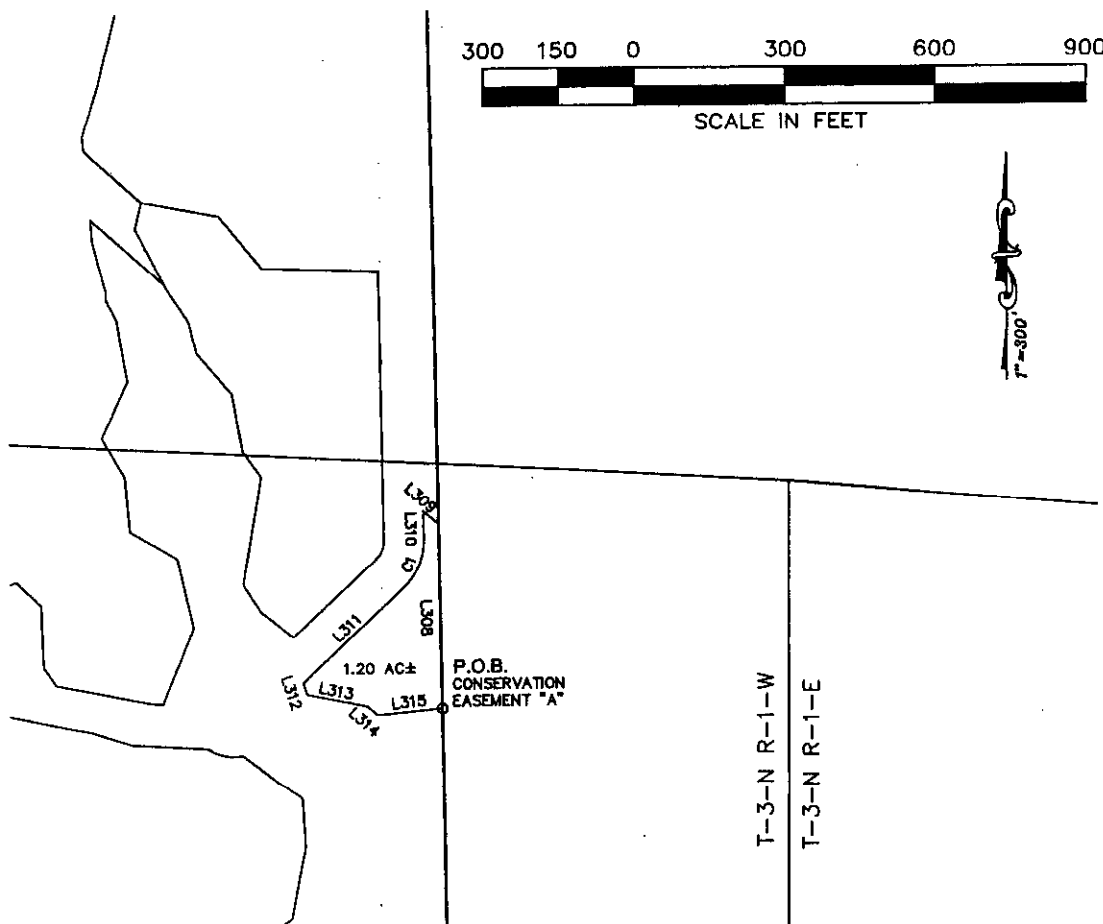 300 150 0 300 600 900
SCALE IN FEET
1"=300'
L309
L310
L308
L311
1.20 AC±
P.O.B.
CONSERVATION
EASEMENT "A"
L312
L313
L314
L315
T-3-N R-1-W
T-3-N R-1-E